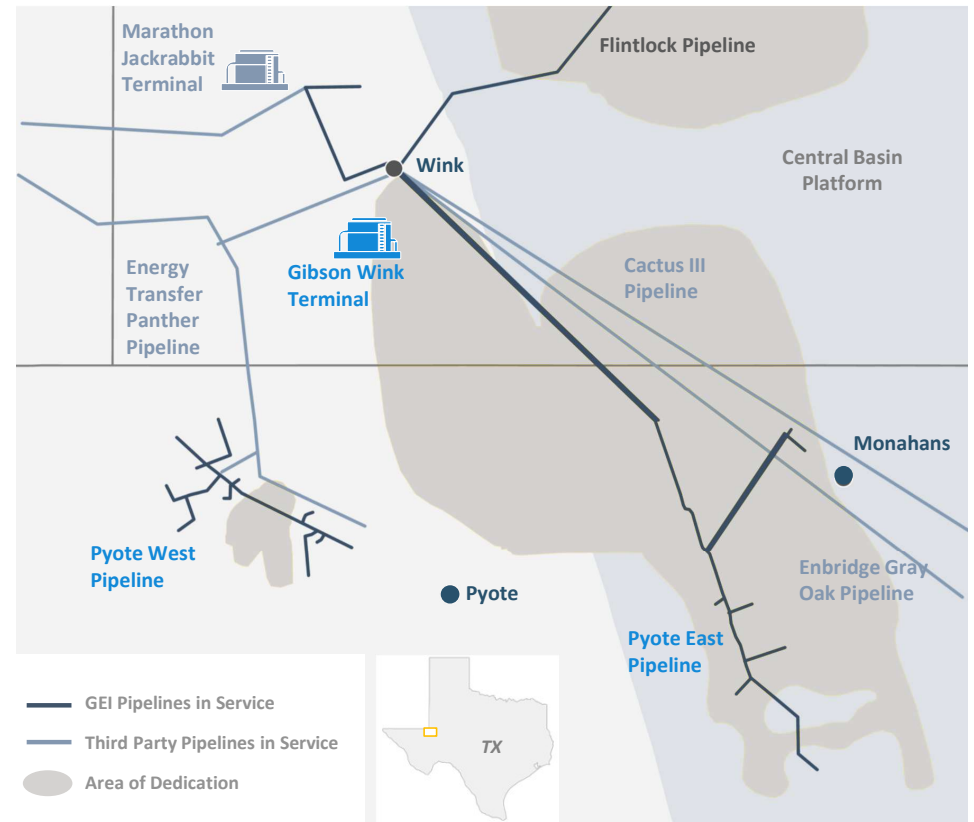 Marathon
Jackrabbit
Terminal
Flintlock Pipeline
Wink
Central Basin
Platform
Gibson Wink
Terminal
Energy
Transfer
Panther
Pipeline
Cactus III
Pipeline
Monahans
Pyote West
Pipeline
Pyote
Enbridge Gray
Oak Pipeline
Pyote East
Pipeline
GEI Pipelines in Service
Third Party Pipelines in Service
Area of Dedication
TX